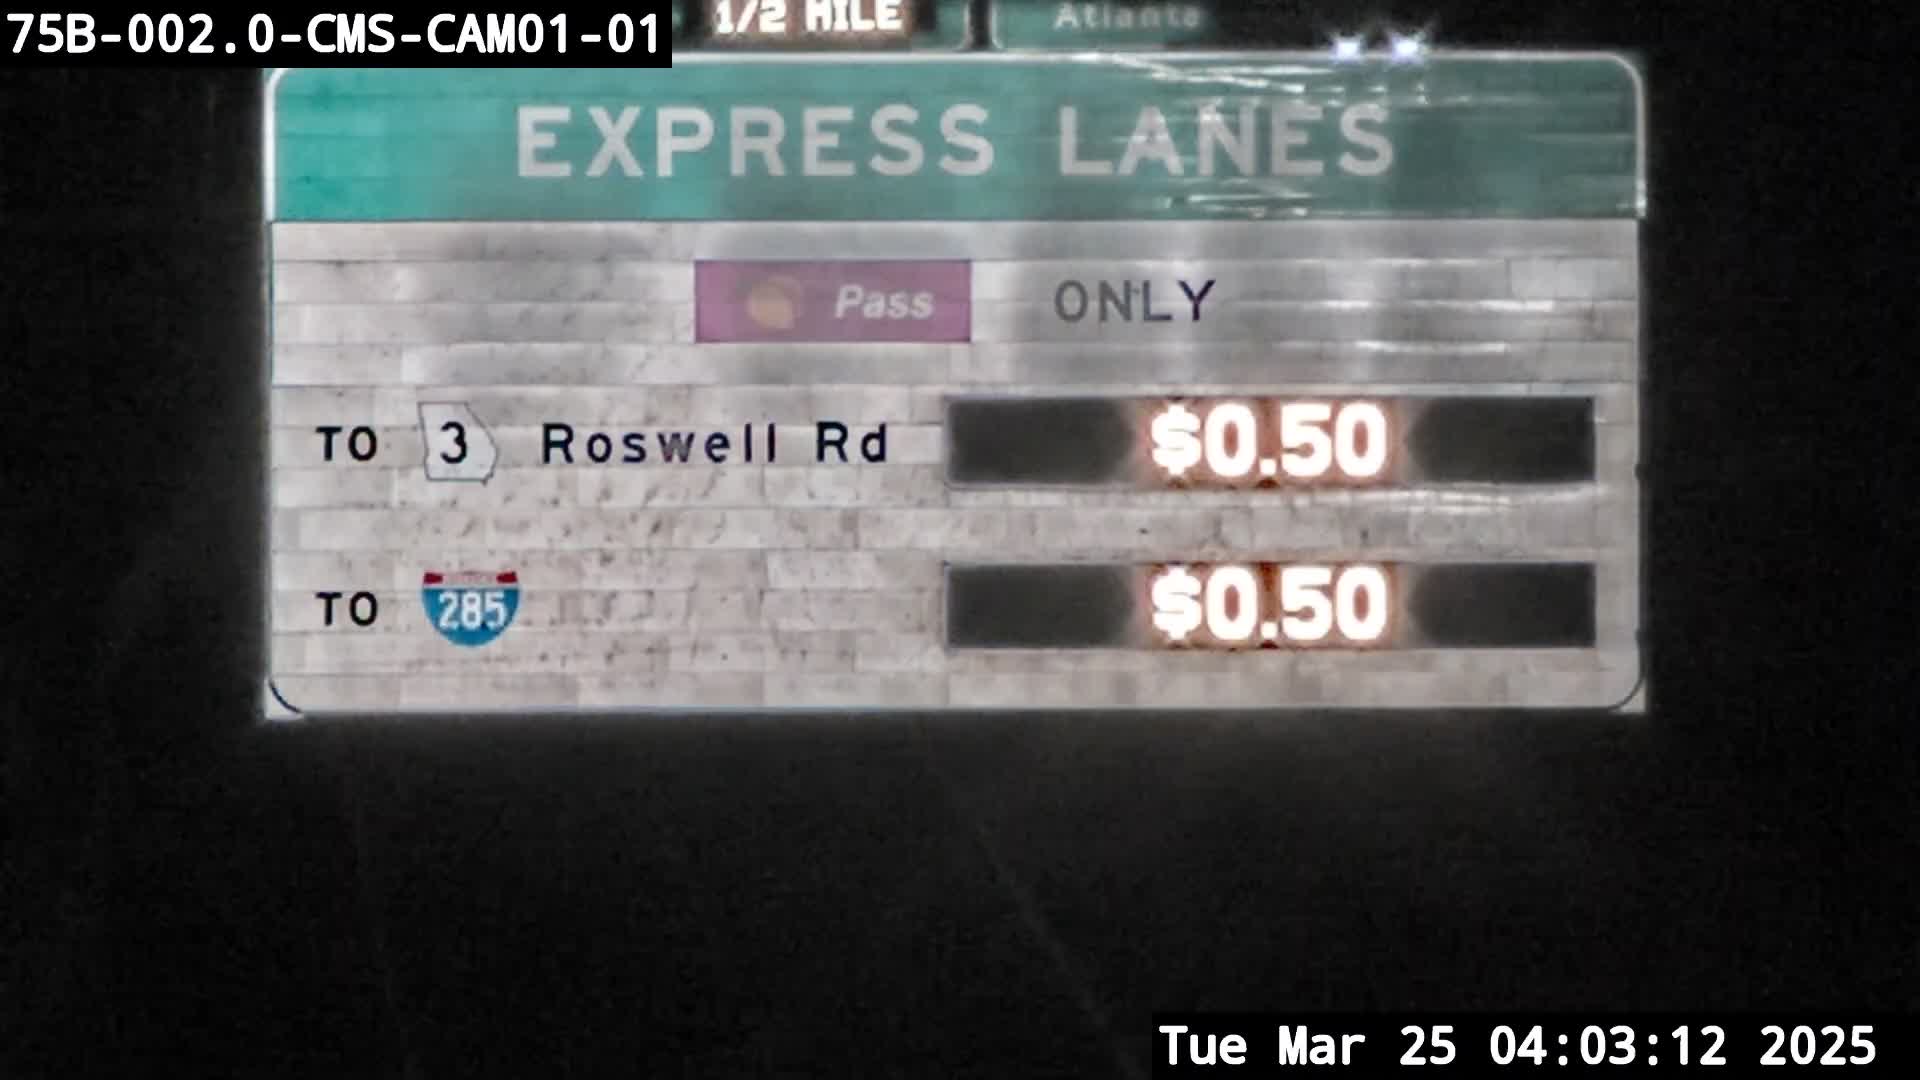 75B-002.0-CMS-CAM01-01
1/2 MILE
Atlanta
EXPRESS LANES
Pass ONLY
TO 3 Roswell Rd $0.50
TO 285 $0.50
Tue Mar 25 04:03:12 2025